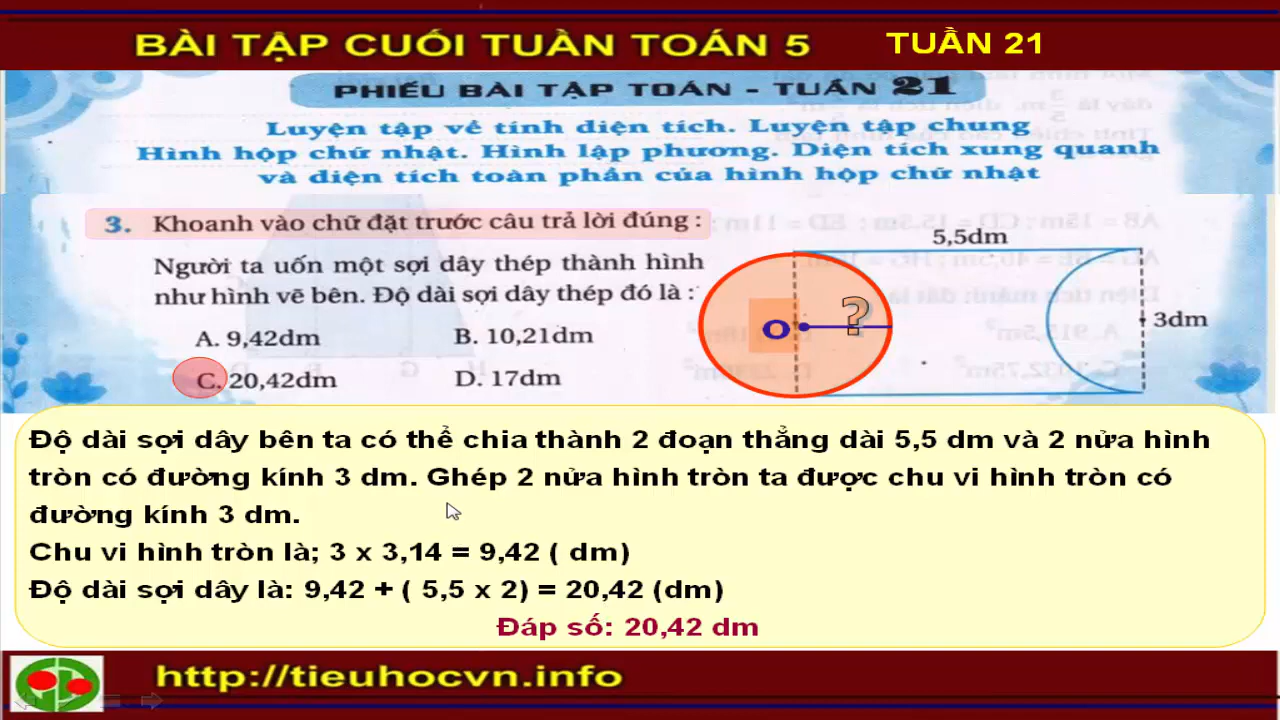 BÀI TẬP CUÓI TUẦN TOÁN 5 TUẦN 21
PHIẾU BÀI TẬP TOÁN - TUẦN 21
Luyện tập về tính diện tích. Luyện tập chung
Hình hộp chữ nhật. Hình lập phương. Diện tích xung quanh
và diện tích toàn phần của hình hộp chữ nhật
3. Khoanh vào chữ đặt trước câu trả lời đúng :
Người ta uốn một sợi dây thép thành hình
như hình vẽ bên. Độ dài sợi dây thép đó là :
A. 9,42dm B. 10,21dm
C. 20,42dm D. 17dm
5,5dm
O ?
3dm
Độ dài sợi dây bên ta có thể chia thành 2 đoạn thẳng dài 5,5 dm và 2 nửa hình
tròn có đường kính 3 dm. Ghép 2 nửa hình tròn ta được chu vi hình tròn có
đường kính 3 dm.
Chu vi hình tròn là; 3 x 3,14 = 9,42 ( dm)
Độ dài sợi dây là: 9,42 + ( 5,5 x 2) = 20,42 (dm)
Đáp số: 20,42 dm
http://tieuhocvn.info